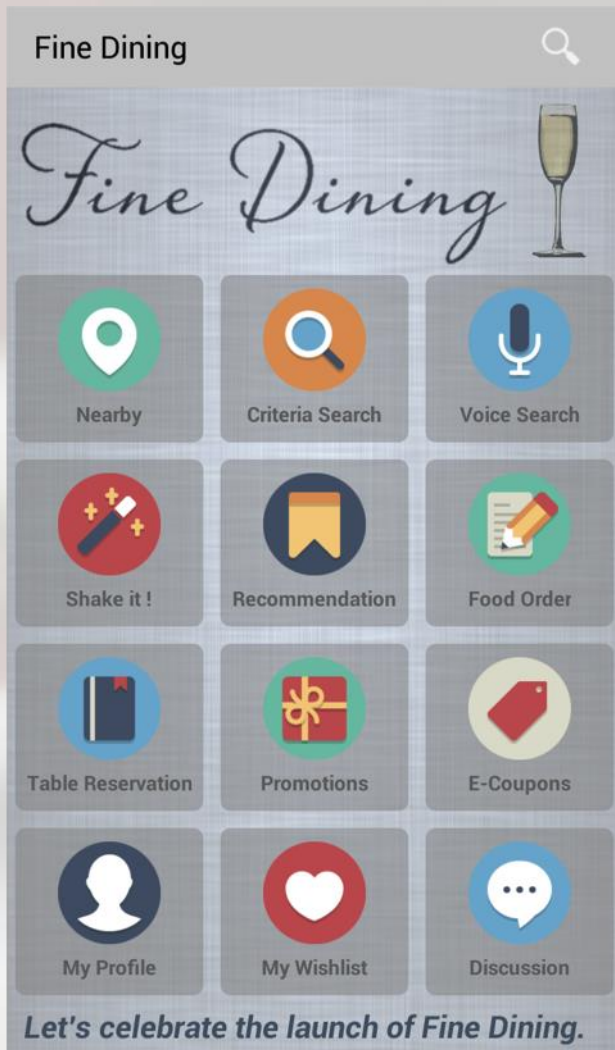 Fine Dining
Fine Dining
Nearby
Criteria Search
Voice Search
Shake it !
Recommendation
Food Order
Table Reservation
Promotions
E-Coupons
My Profile
My Wishlist
Discussion
Let's celebrate the launch of Fine Dining.